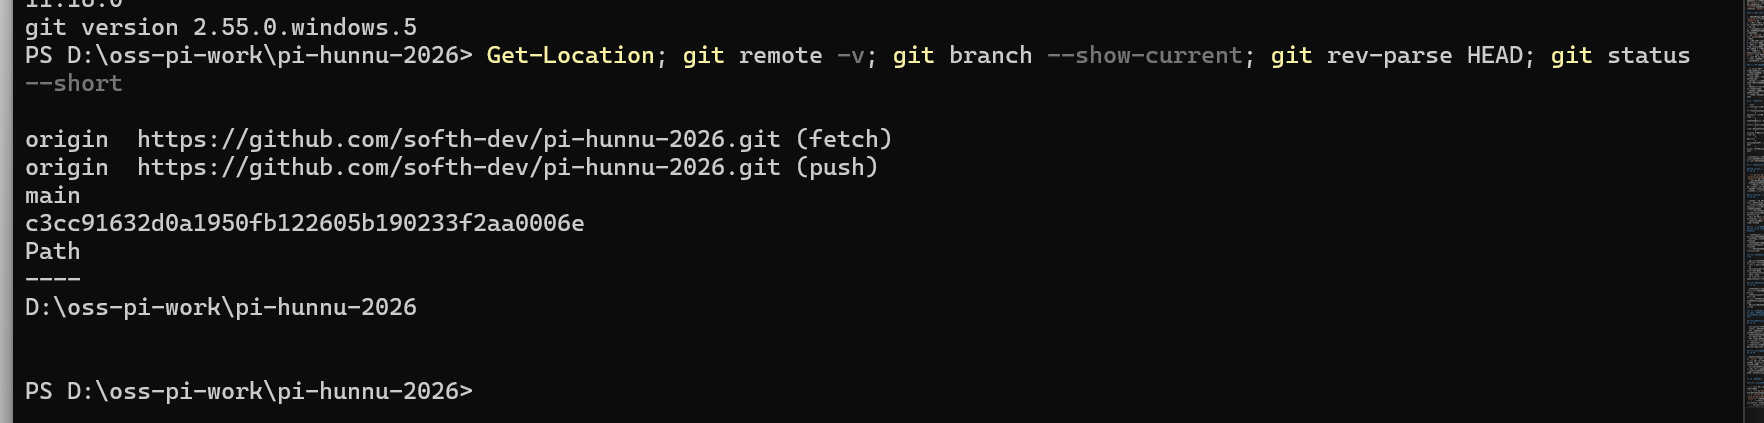 11.16.0
git version 2.55.0.windows.5
PS D:\oss-pi-work\pi-hunnu-2026> Get-Location; git remote -v; git branch --show-current; git rev-parse HEAD; git status
--short
origin  https://github.com/softh-dev/pi-hunnu-2026.git (fetch)
origin  https://github.com/softh-dev/pi-hunnu-2026.git (push)
main
c3cc91632d0a1950fb122605b190233f2aa0006e
Path
----
D:\oss-pi-work\pi-hunnu-2026
PS D:\oss-pi-work\pi-hunnu-2026>